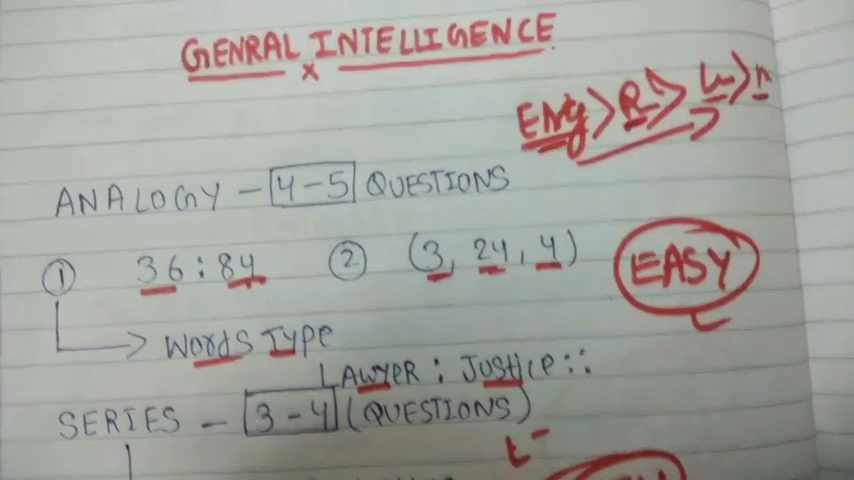 GENRAL INTELLIGENCE
x
ENg > R > >
ANALOGY - 4-5 QUESTIONS
① 36 : 84 ② (3, 24, 4) EASY
WORDS TYPE
LAWYER : JUSTICE ::
SERIES - 3-4 (QUESTIONS)